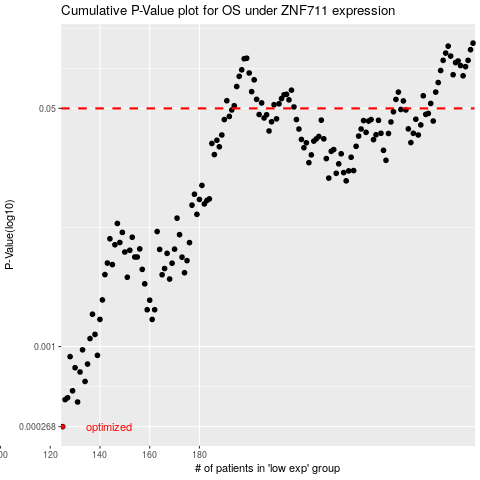 Cumulative P-Value plot for OS under ZNF711 expression
P-Value(log10)
0.05
0.001
0.000268
optimized
00 120 140 160 180
# of patients in 'low exp' group